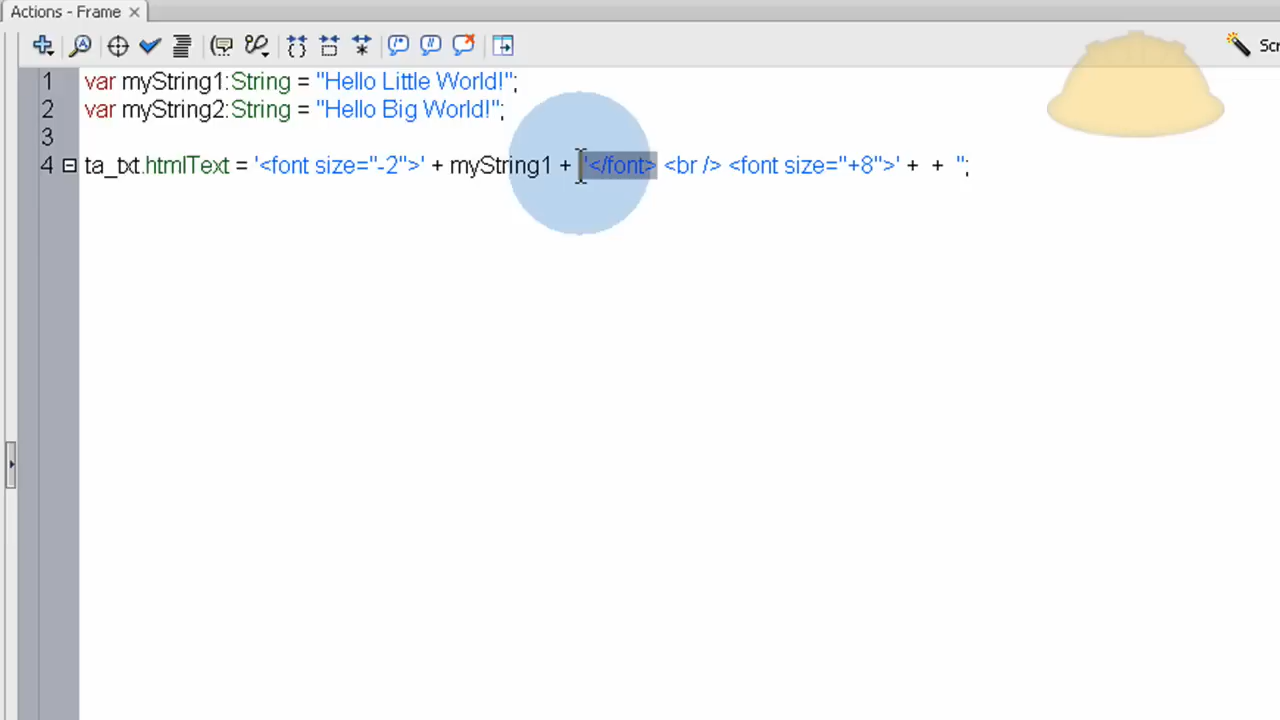 Actions - Frame ×
Scr
1 var myString1:String = "Hello Little World!";
2 var myString2:String = "Hello Big World!";
3
4 ta_txt.htmlText = '<font size="-2">' + myString1 + '</font> <br /> <font size="+8">' + + '';